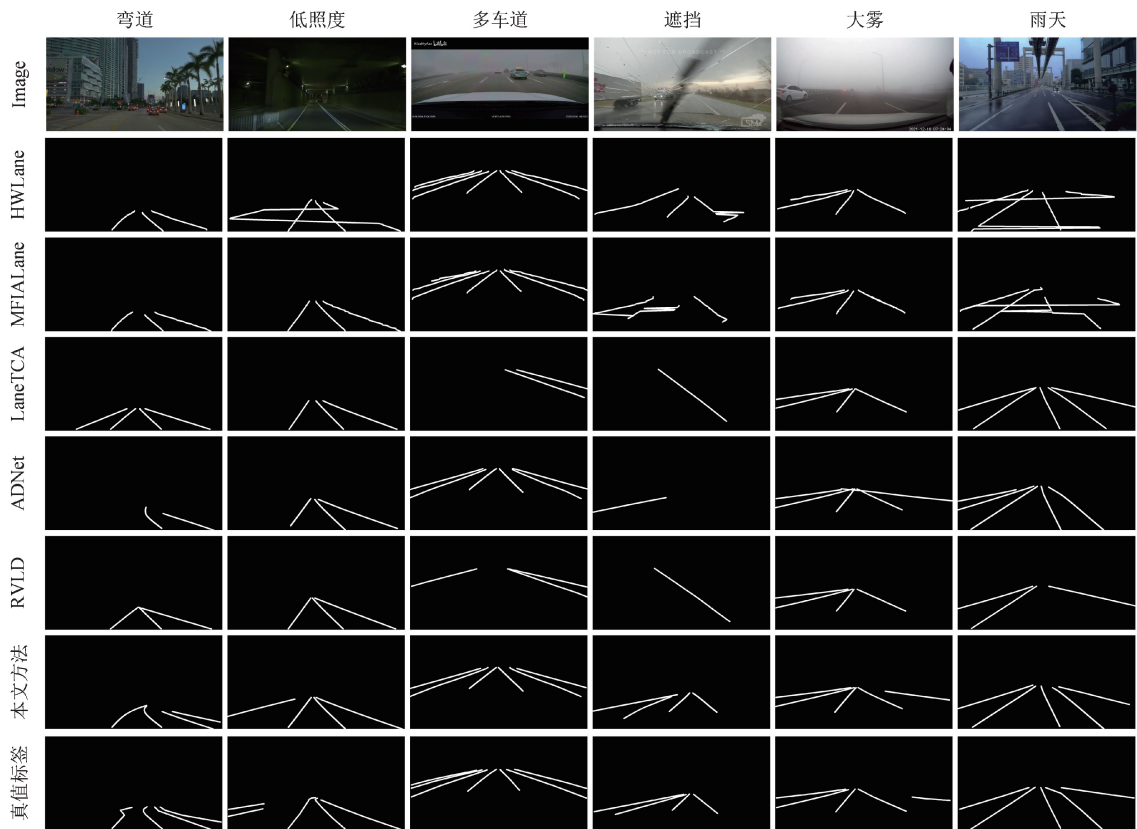 弯道 低照度 多车道 遮挡 大雾 雨天
Image
HWLane
MFIALane
LaneTCA
ADNet
RVLD
本文方法
真值标签